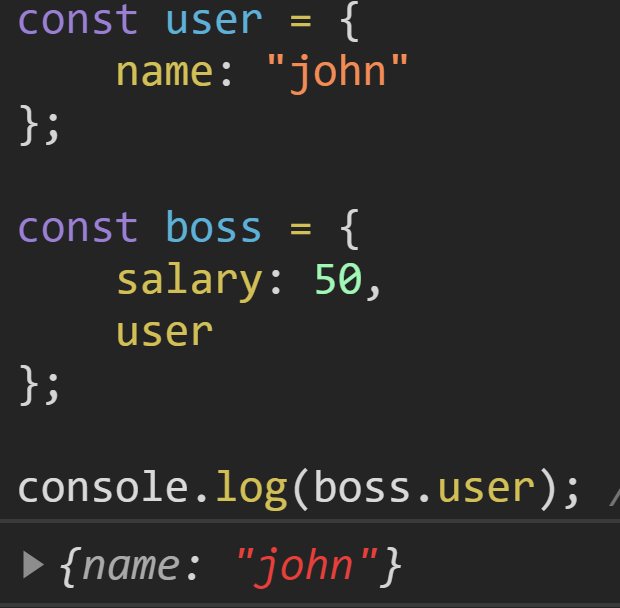 const user = {
    name: "john"
};

const boss = {
    salary: 50,
    user
};

console.log(boss.user); /
{name: "john"}